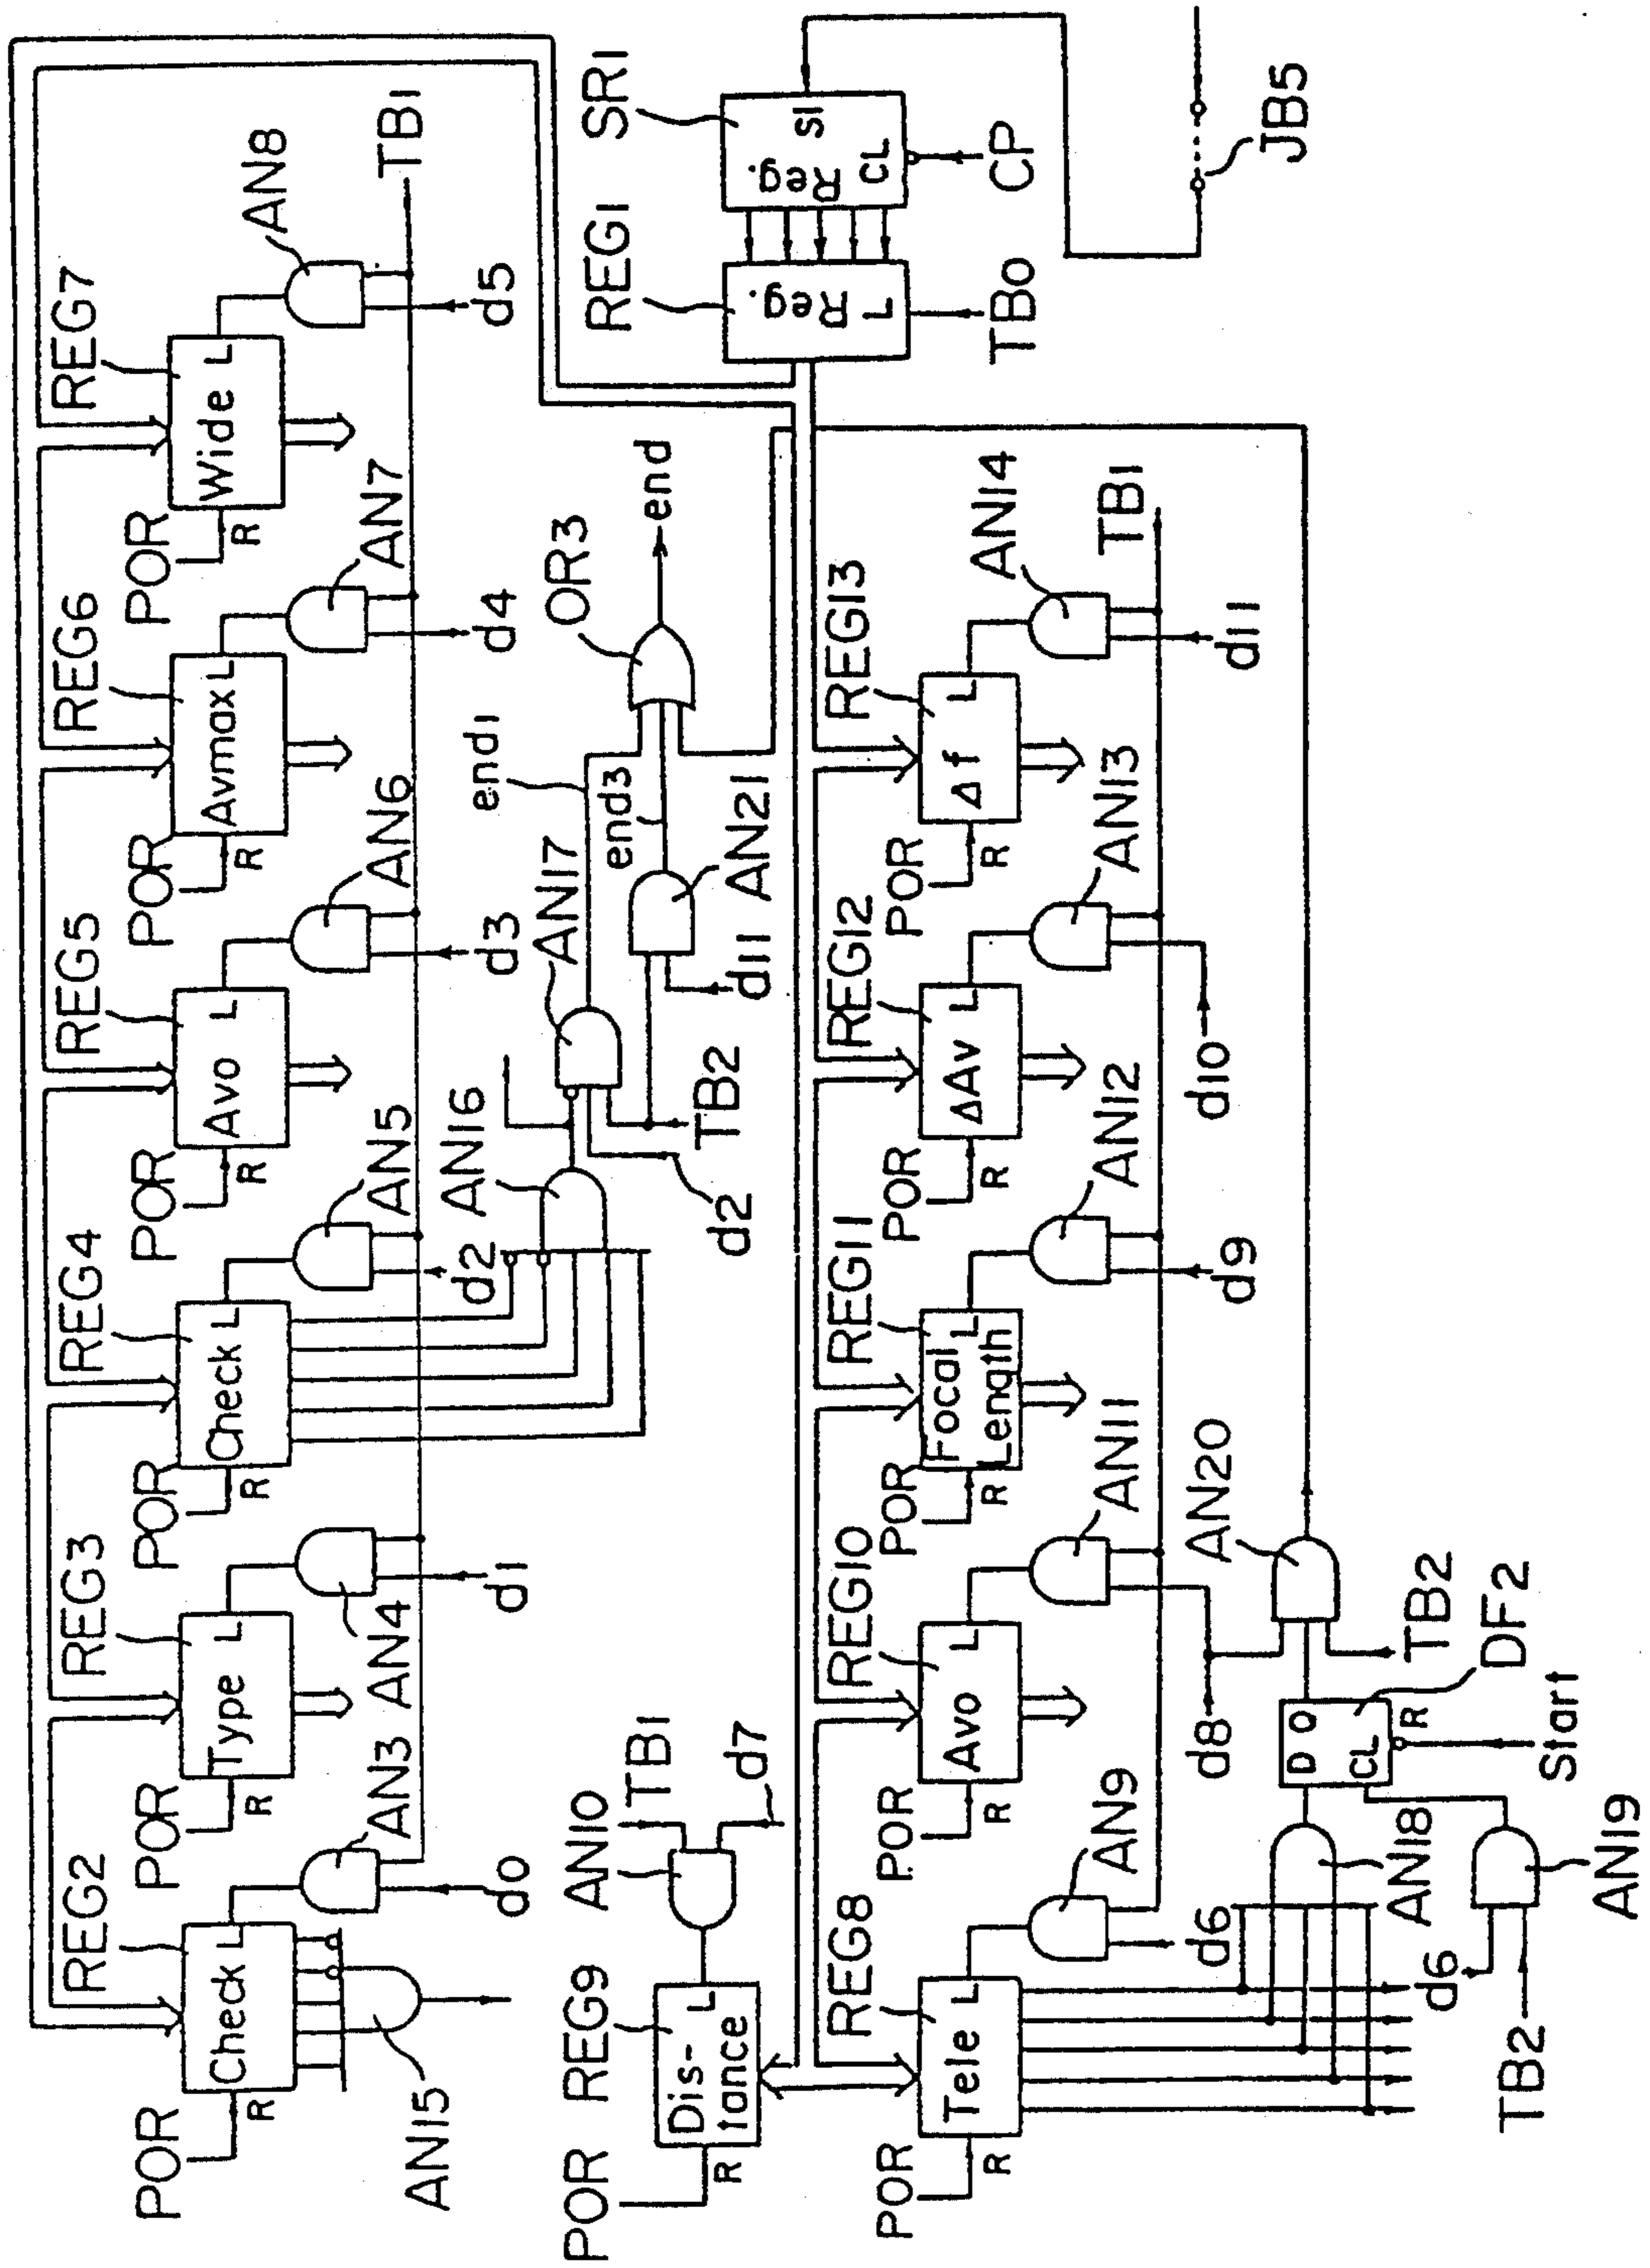 REG2
REG3
REG4
REG5
REG6
REG7
POR
Check L
R
POR
Type L
R
POR
Check L
R
POR
Avo L
R
POR
Avmax L
R
POR
Wide L
R
AN3
AN4
AN5
AN6
AN7
AN8
d0
d1
d2
d3
d4
d5
TB1
AN15
AN16
AN17
end1
OR3
end
end3
AN21
d11
TB2
d2
SR1
SI
Reg.
CL
CP
REG1
Reg.
L
TB0
JB5
AN10
TB1
d7
REG9
POR
Dis-
tance
L
R
REG8
REG10
REG11
REG12
REG13
POR
Tele L
R
POR
Avo L
R
POR
Focal
Length
L
R
POR
ΔAv L
R
POR
Δf L
R
AN9
AN11
AN12
AN13
AN14
d6
d8
d9
d10
d11
TB1
AN20
TB2
DF2
D Q
CL
R
Start
AN18
AN19
d6
TB2